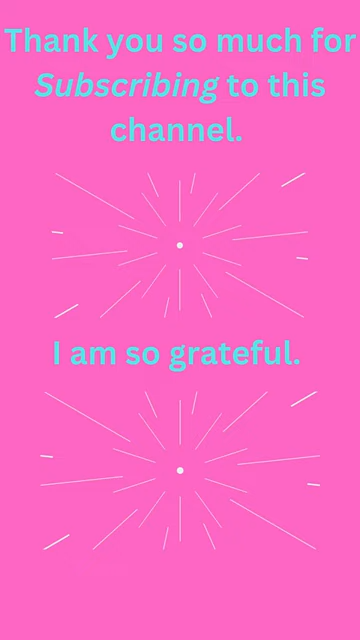 Thank you so much for
Subscribing to this
channel.
I am so grateful.